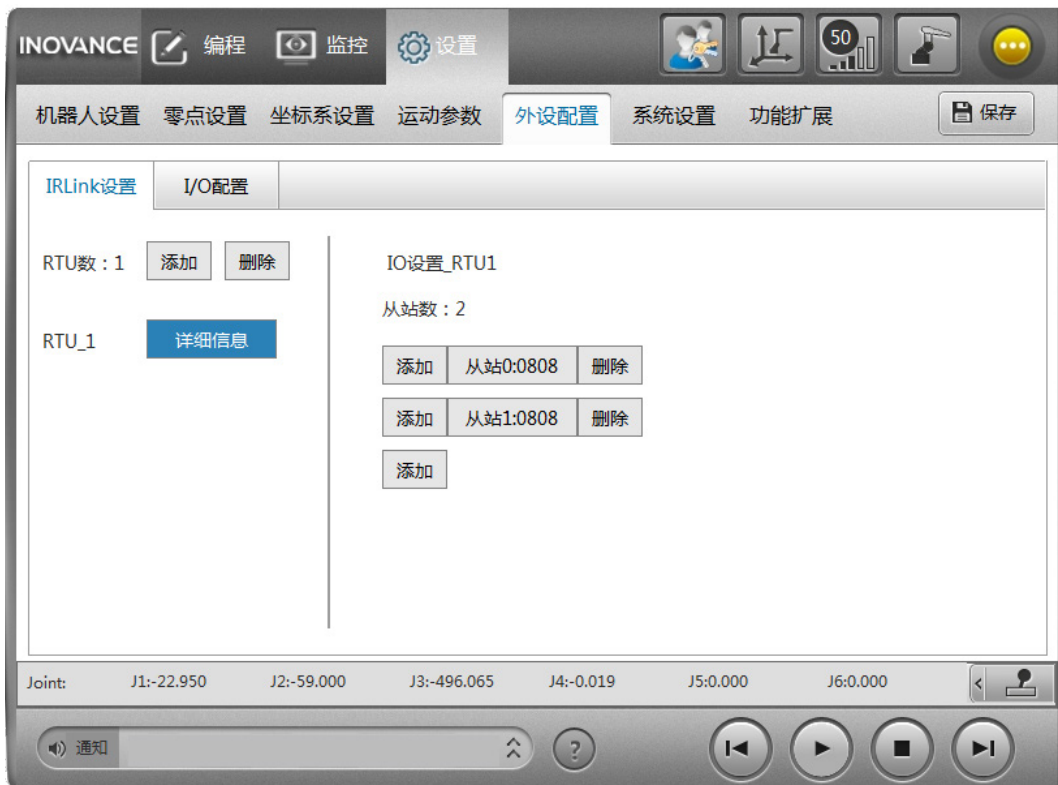 INOVANCE 编程 监控 设置 50
机器人设置 零点设置 坐标系设置 运动参数 外设配置 系统设置 功能扩展 保存
IRLink设置 I/O配置
RTU数：1 添加 删除
IO设置_RTU1
从站数：2
RTU_1 详细信息
添加 从站0:0808 删除
添加 从站1:0808 删除
添加
Joint: J1:-22.950 J2:-59.000 J3:-496.065 J4:-0.019 J5:0.000 J6:0.000
通知 ?